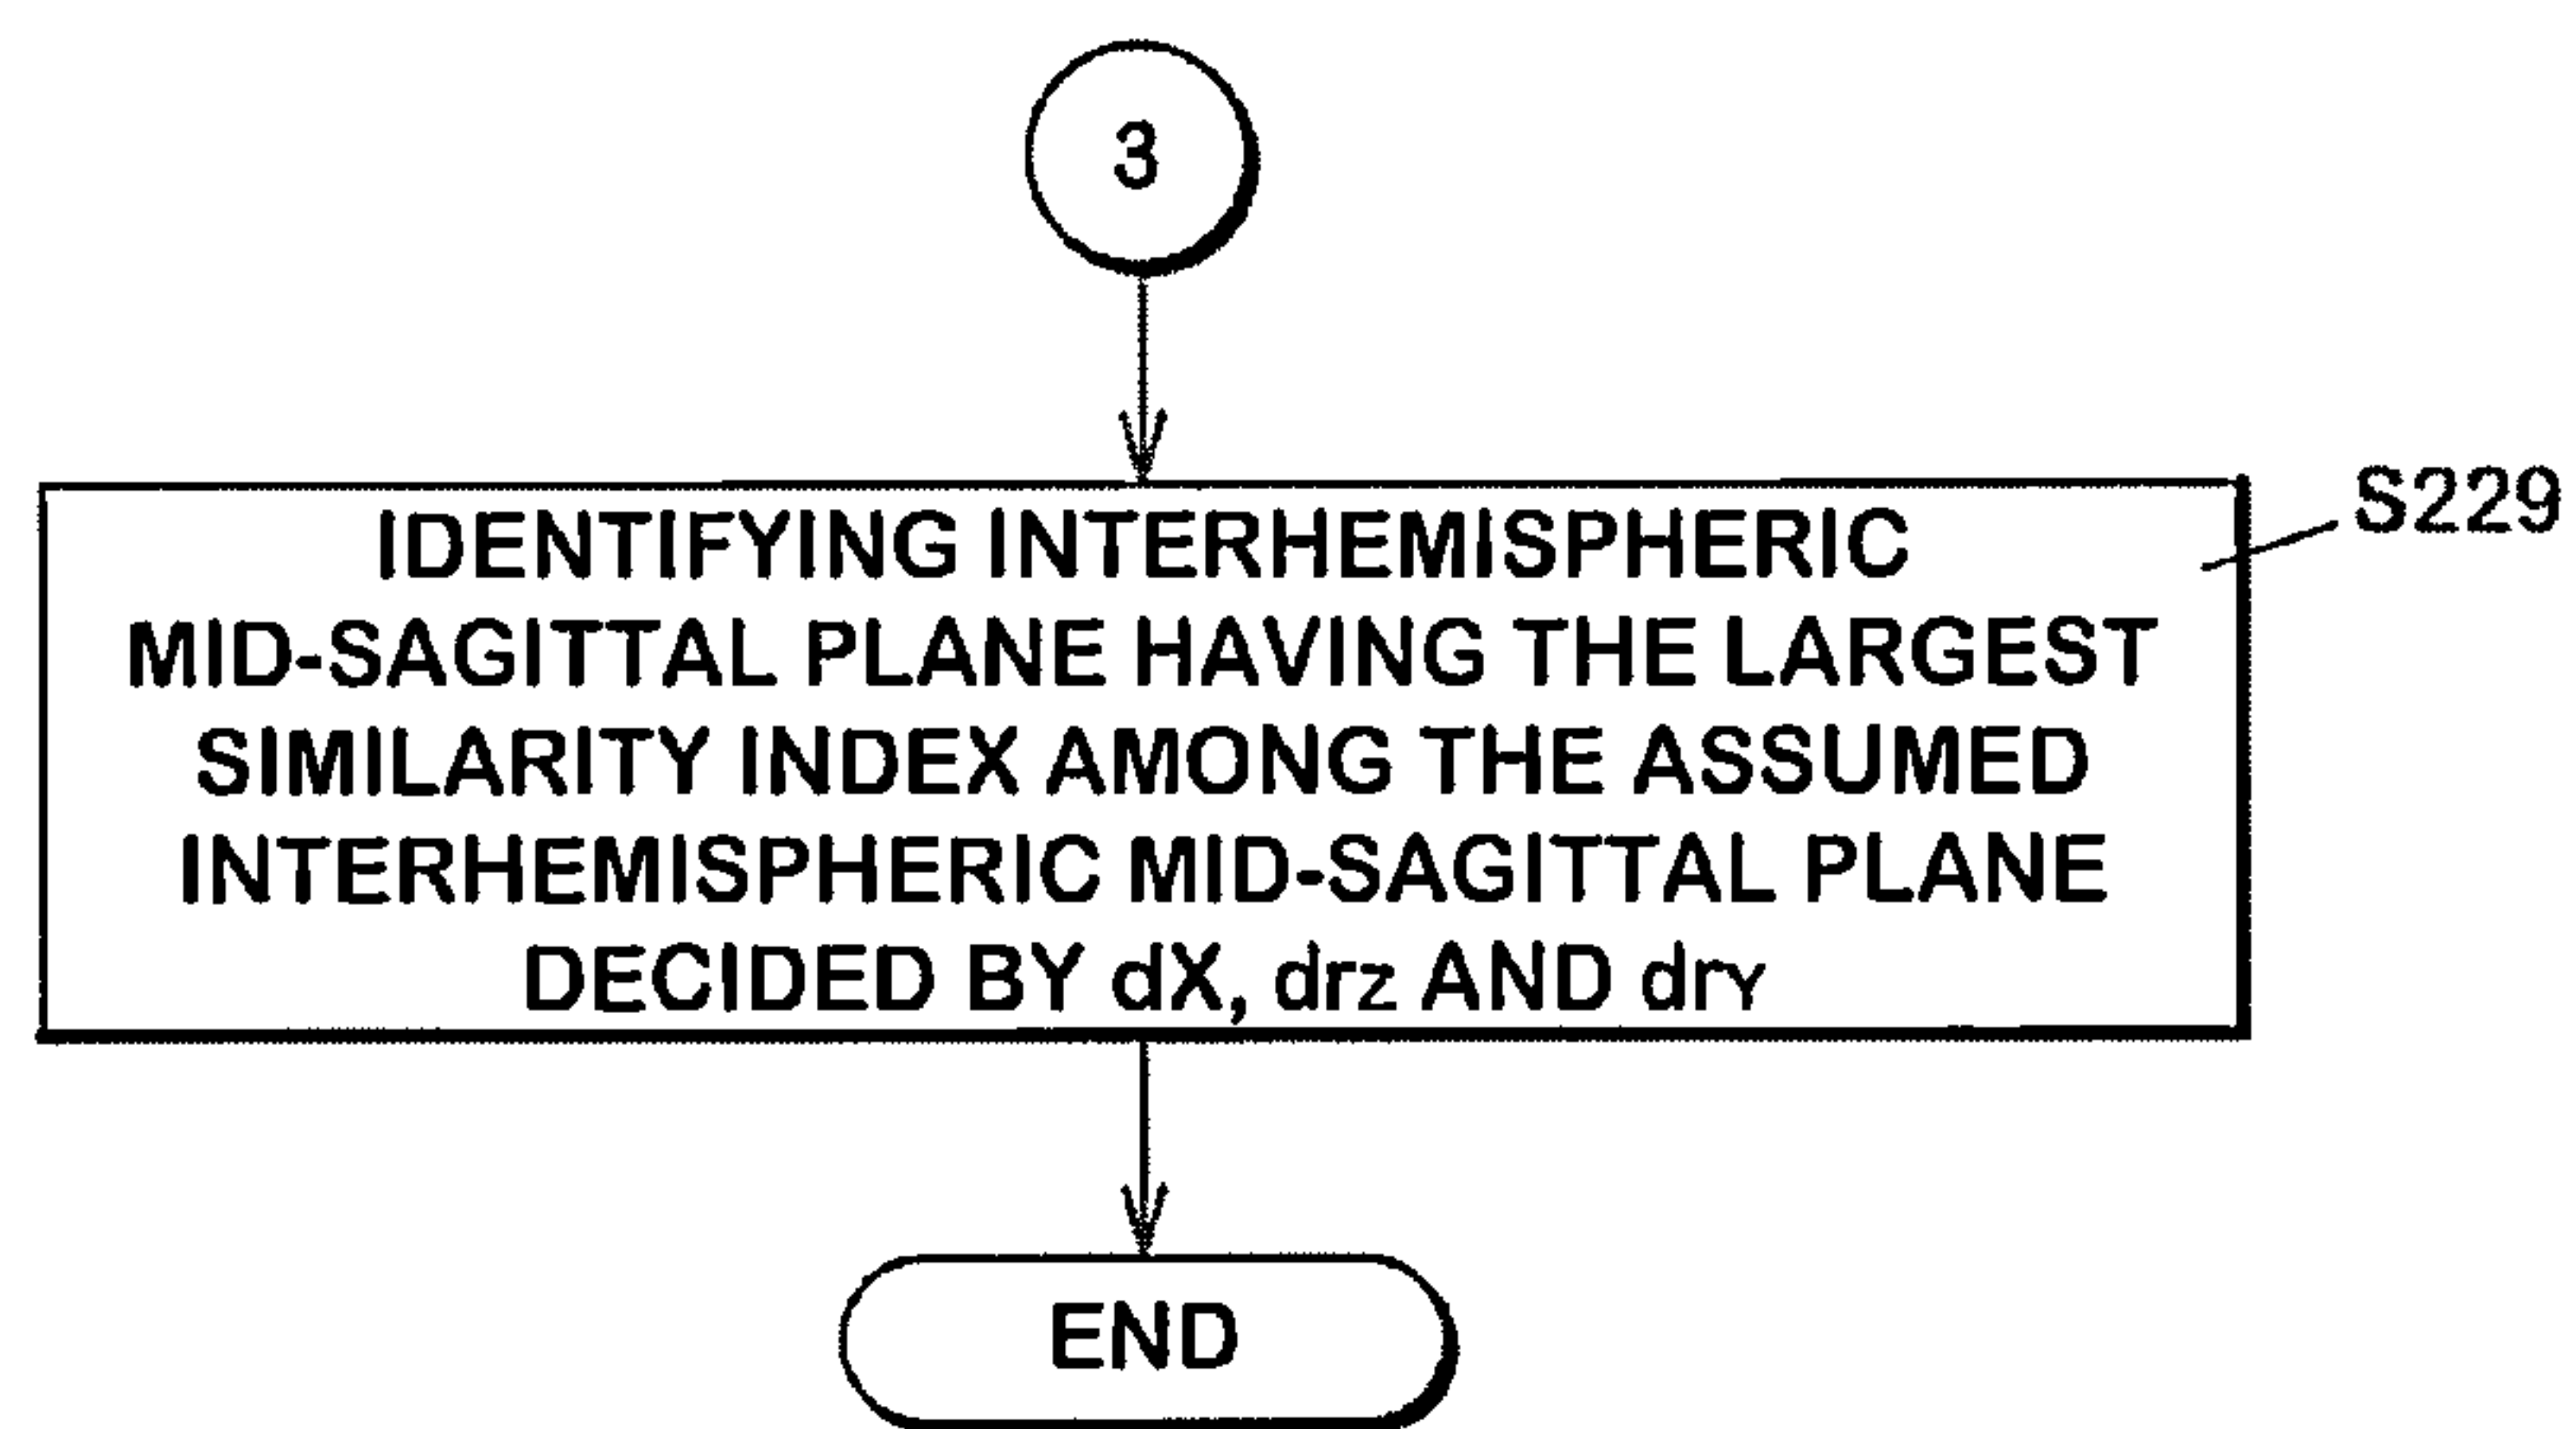 3
IDENTIFYING INTERHEMISPHERIC
MID-SAGITTAL PLANE HAVING THE LARGEST
SIMILARITY INDEX AMONG THE ASSUMED
INTERHEMISPHERIC MID-SAGITTAL PLANE
DECIDED BY dX, drZ AND drY
S229
END